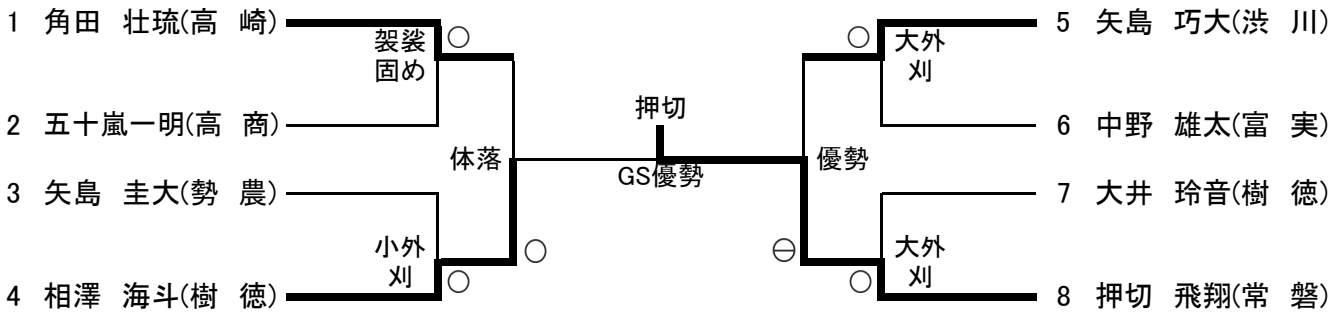 1 角田 壮琉(高 崎)
袈裟
固め
○
2 五十嵐一明(高 商)
体落
3 矢島 圭大(勢 農)
小外
刈
○
○
4 相澤 海斗(樹 徳)
押切
GS優勢
5 矢島 巧大(渋 川)
○
大外
刈
6 中野 雄太(富 実)
優勢
7 大井 玲音(樹 徳)
大外
刈
⊖
○
8 押切 飛翔(常 磐)